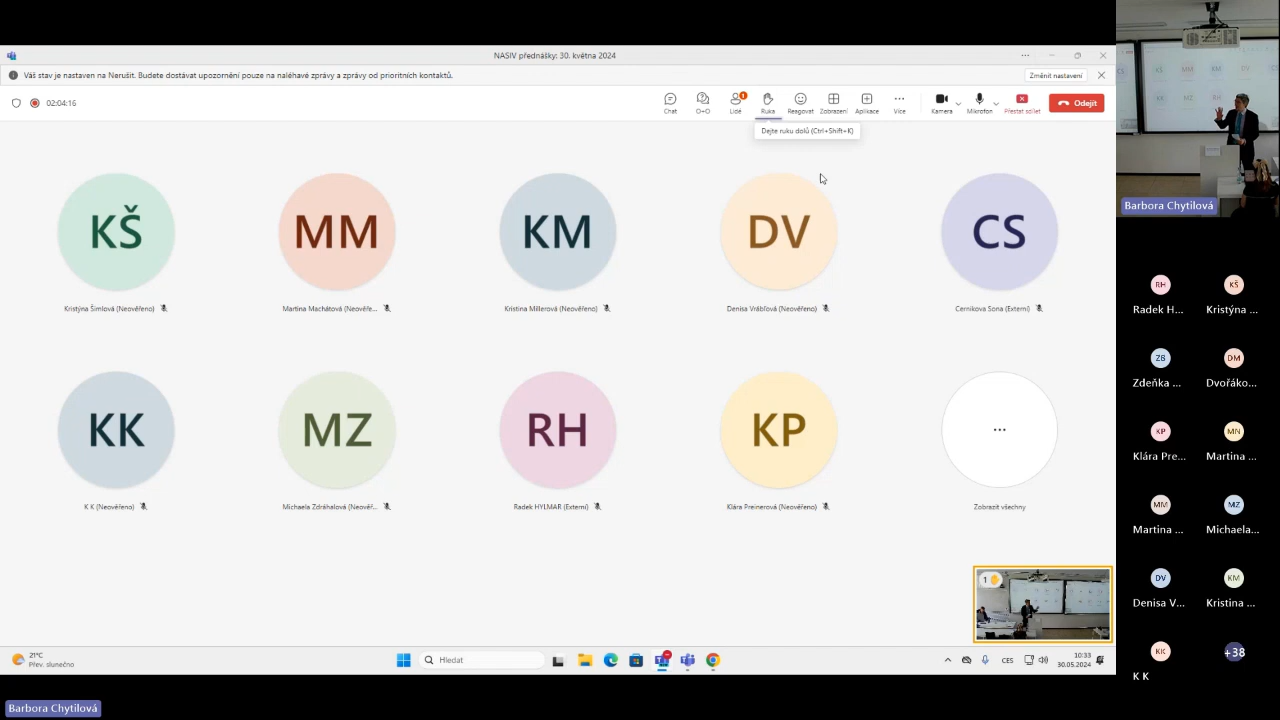 NASIV přednášky: 30. května 2024
Váš stav je nastaven na Nerušit. Budete dostávat upozornění pouze na naléhavé zprávy a zprávy od prioritních kontaktů.
Změnit nastavení
02:04:16
Chat
O+O
1
Lidé
Ruka
Reagovat
Zobrazení
Aplikace
Více
Kamera
Mikrofon
Přestat sdílet
Odejít
Dejte ruku dolů (Ctrl+Shift+K)
KŠ
MM
KM
DV
CS
Kristýna Šimlová (Neověřeno)
Martina Machátová (Neověře...
Kristina Millerová (Neověřeno)
Denisa Vrábľová (Neověřeno)
Cernikova Sona (Externí)
KK
MZ
RH
KP
...
K K (Neověřeno)
Michaela Zdráhalová (Neověř...
Radek HYLMAR (Externí)
Klára Preinerová (Neověřeno)
Zobrazit všechny
1
21°C
Přev. slunečno
Hledat
CES
10:33
30.05.2024
Barbora Chytilová
Barbora Chytilová
RH
KŠ
Radek H...
Kristýna ...
ZB
DM
Zdeňka ...
Dvořáko...
KP
MN
Klára Pre...
Martina ...
MM
MZ
Martina ...
Michaela...
DV
KM
Denisa V...
Kristina ...
KK
+38
K K